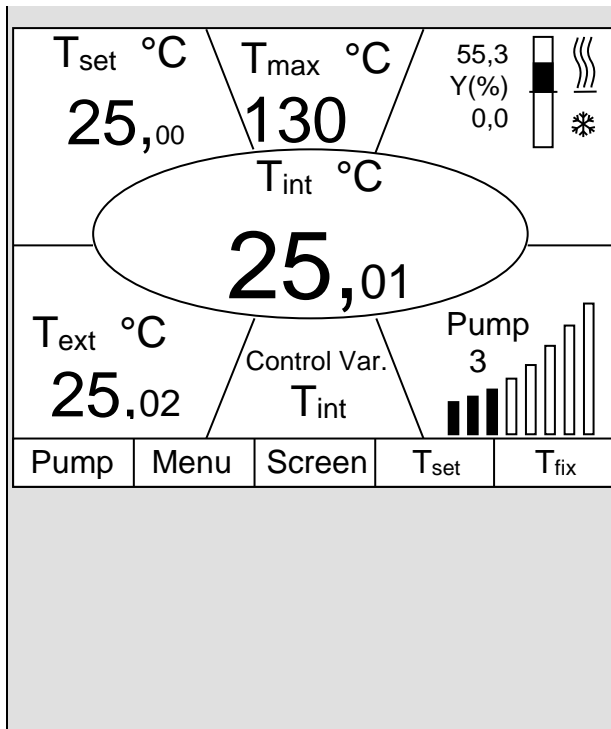 Tset °C
25,00
Tmax °C
130
55,3
Y(%)
0,0
Tint °C
25,01
Text °C
25,02
Control Var.
Tint
Pump
3
Pump Menu Screen Tset Tfix